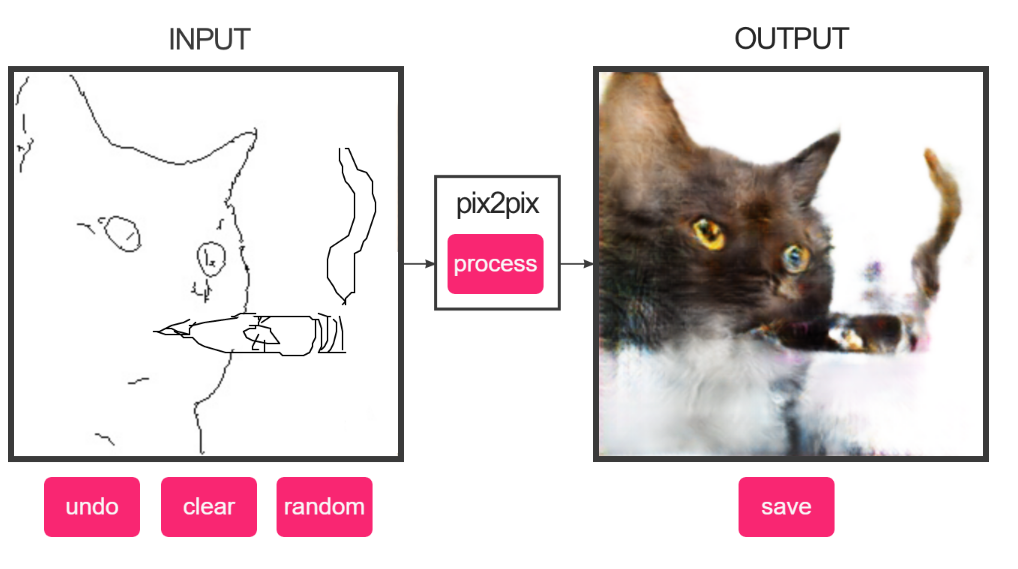 INPUT
OUTPUT
pix2pix
process
undo
clear
random
save